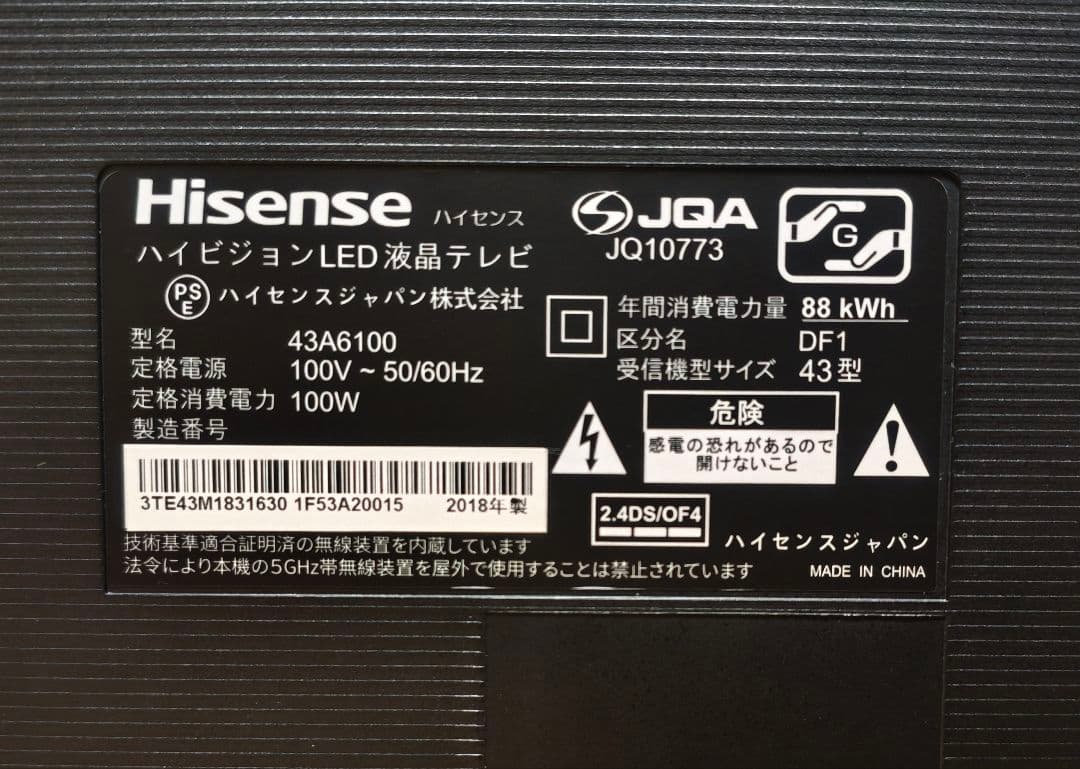 Hisense ハイセンス
ハイビジョンLED液晶テレビ
PS E ハイセンスジャパン株式会社
型名 43A6100
定格電源 100V ~ 50/60Hz
定格消費電力 100W
製造番号
3TE43M1831630 1F53A20015 2018年製
技術基準適合証明済の無線装置を内蔵しています
法令により本機の5GHz帯無線装置を屋外で使用することは禁止されています
JQA
JQ10773
G
年間消費電力量 88 kWh
区分名 DF1
受信機型サイズ 43型
危険
感電の恐れがあるので
開けないこと
2.4DS/OF4
ハイセンスジャパン
MADE IN CHINA